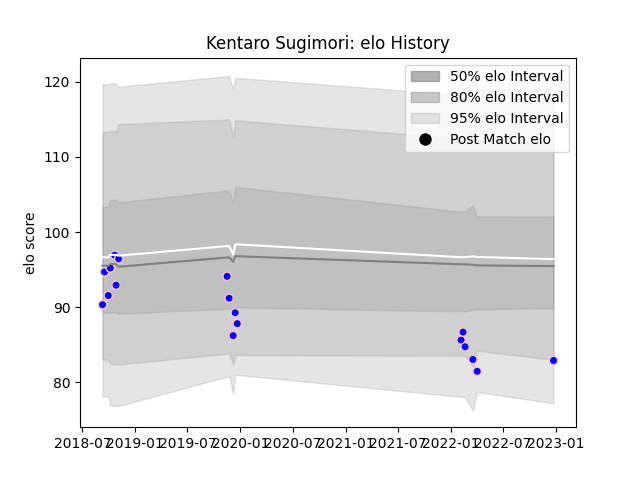 Kentaro Sugimori: elo History
50% elo Interval
80% elo Interval
95% elo Interval
Post Match elo
elo score
120
110
100
90
80
2018-07 2019-01 2019-07 2020-01 2020-07 2021-01 2021-07 2022-01 2022-07 2023-01